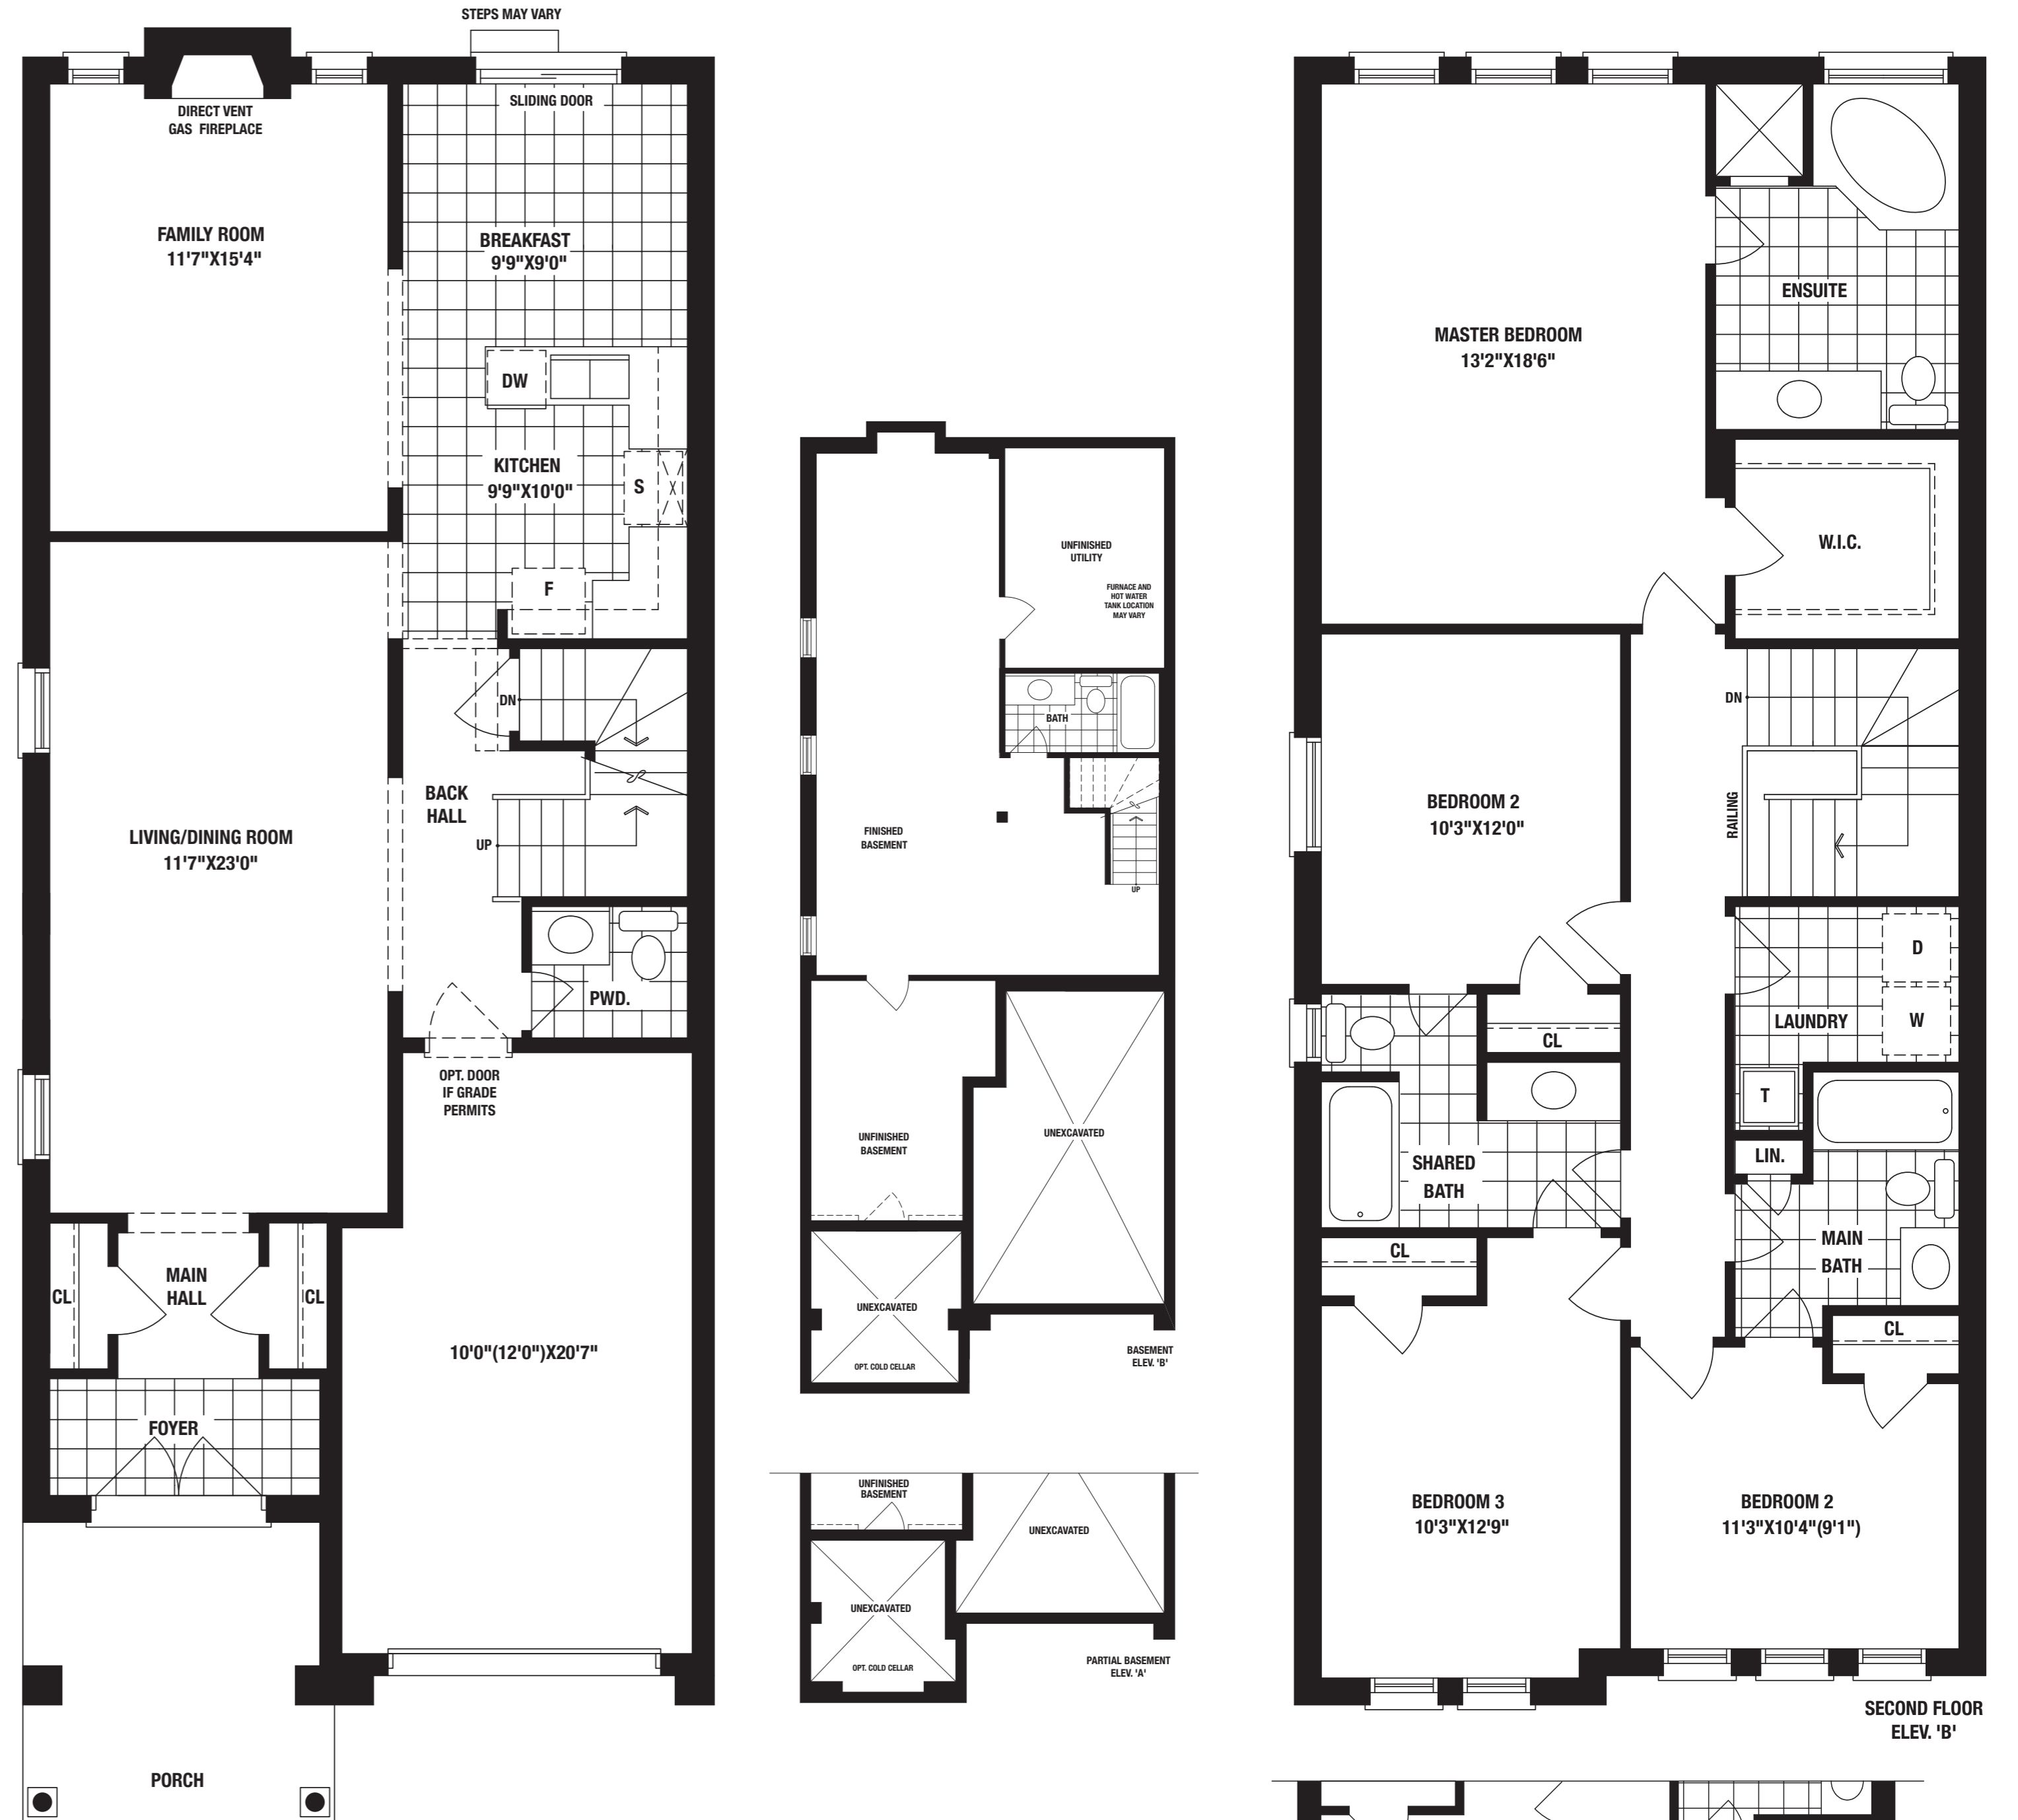 STEPS MAY VARY
SLIDING DOOR
DIRECT VENT
GAS FIREPLACE
FAMILY ROOM
11'7"X15'4"
BREAKFAST
9'9"X9'0"
DW
KITCHEN
9'9"X10'0"
S
F
DN
BACK
HALL
UP
LIVING/DINING ROOM
11'7"X23'0"
PWD.
OPT. DOOR
IF GRADE
PERMITS
MAIN
HALL
CL
CL
10'0"(12'0")X20'7"
FOYER
PORCH
UNFINISHED
UTILITY
FURNACE AND
HOT WATER
TANK LOCATION
MAY VARY
BATH
FINISHED
BASEMENT
UP
UNFINISHED
BASEMENT
UNEXCAVATED
UNEXCAVATED
OPT. COLD CELLAR
BASEMENT
ELEV. 'B'
UNFINISHED
BASEMENT
UNEXCAVATED
UNEXCAVATED
OPT. COLD CELLAR
PARTIAL BASEMENT
ELEV. 'A'
ENSUITE
MASTER BEDROOM
13'2"X18'6"
W.I.C.
DN
RAILING
BEDROOM 2
10'3"X12'0"
D
W
LAUNDRY
CL
T
LIN.
SHARED
BATH
MAIN
BATH
CL
CL
BEDROOM 3
10'3"X12'9"
BEDROOM 2
11'3"X10'4"(9'1")
SECOND FLOOR
ELEV. 'B'